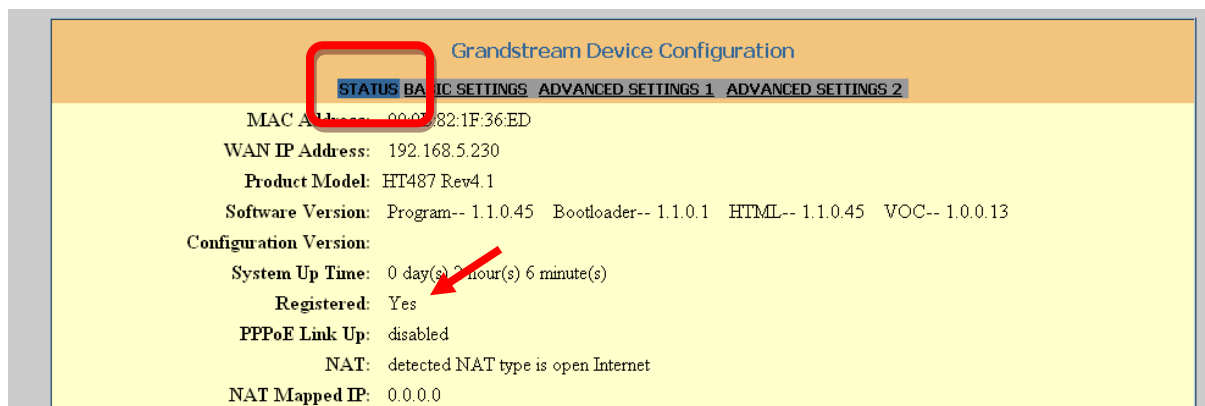 Grandstream Device Configuration
STATUS BASIC SETTINGS ADVANCED SETTINGS 1 ADVANCED SETTINGS 2
MAC Address: 82:1F:36:ED
WAN IP Address: 192.168.5.230
Product Model: HT487 Rev4.1
Software Version: Program-- 1.1.0.45 Bootloader-- 1.1.0.1 HTML-- 1.1.0.45 VOC-- 1.0.0.13
Configuration Version:
System Up Time: 0 day(s) hour(s) 6 minute(s)
Registered: Yes
PPPoE Link Up: disabled
NAT: detected NAT type is open Internet
NAT Mapped IP: 0.0.0.0